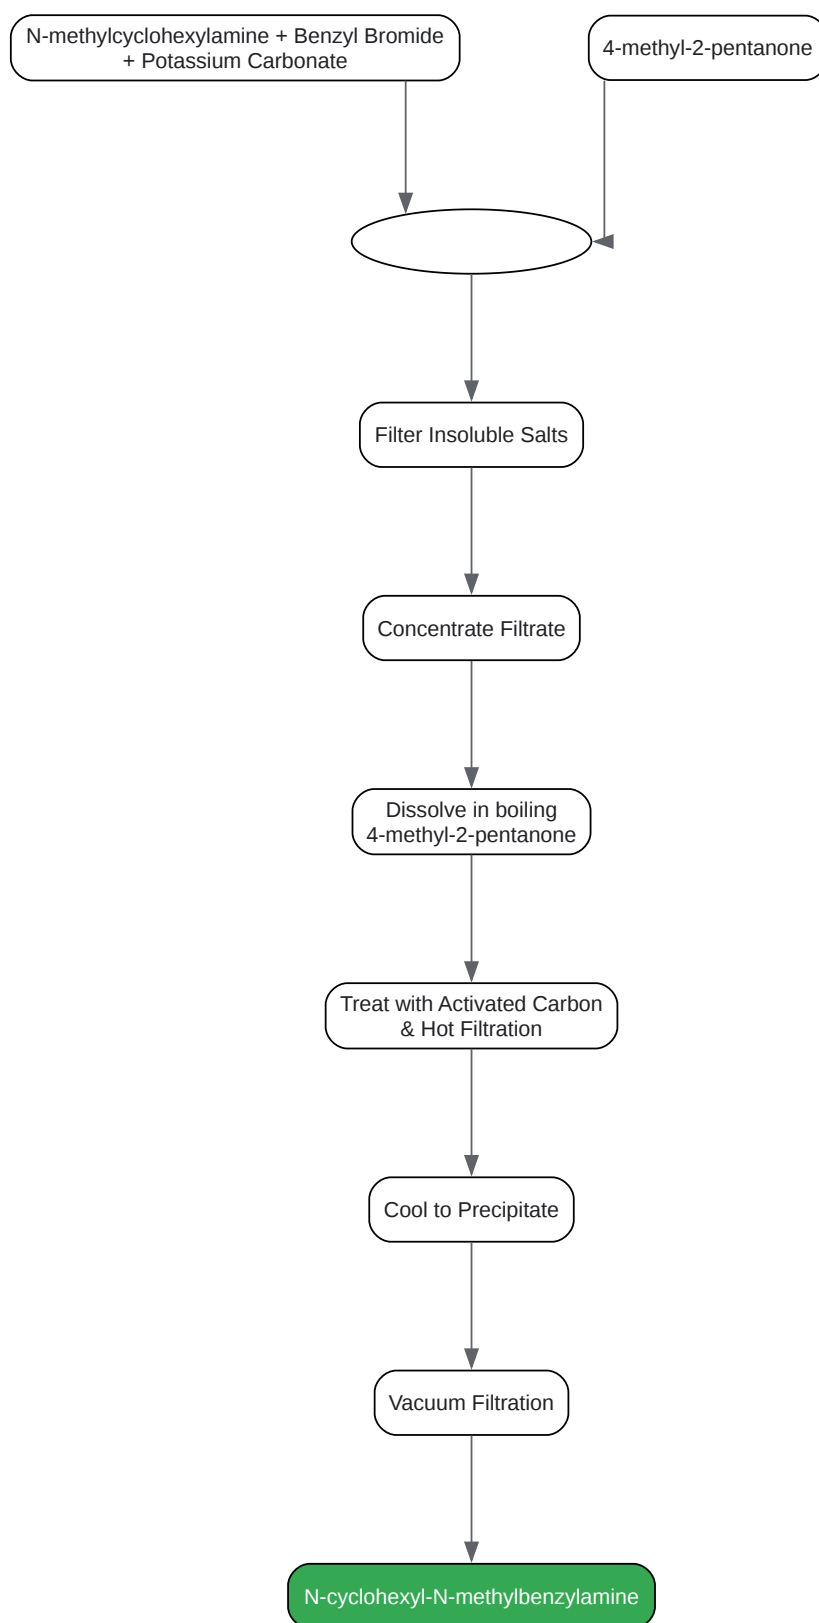 N-methylcyclohexylamine + Benzyl Bromide
+ Potassium Carbonate
4-methyl-2-pentanone
Filter Insoluble Salts
Concentrate Filtrate
Dissolve in boiling
4-methyl-2-pentanone
Treat with Activated Carbon
& Hot Filtration
Cool to Precipitate
Vacuum Filtration
N-cyclohexyl-N-methylbenzylamine